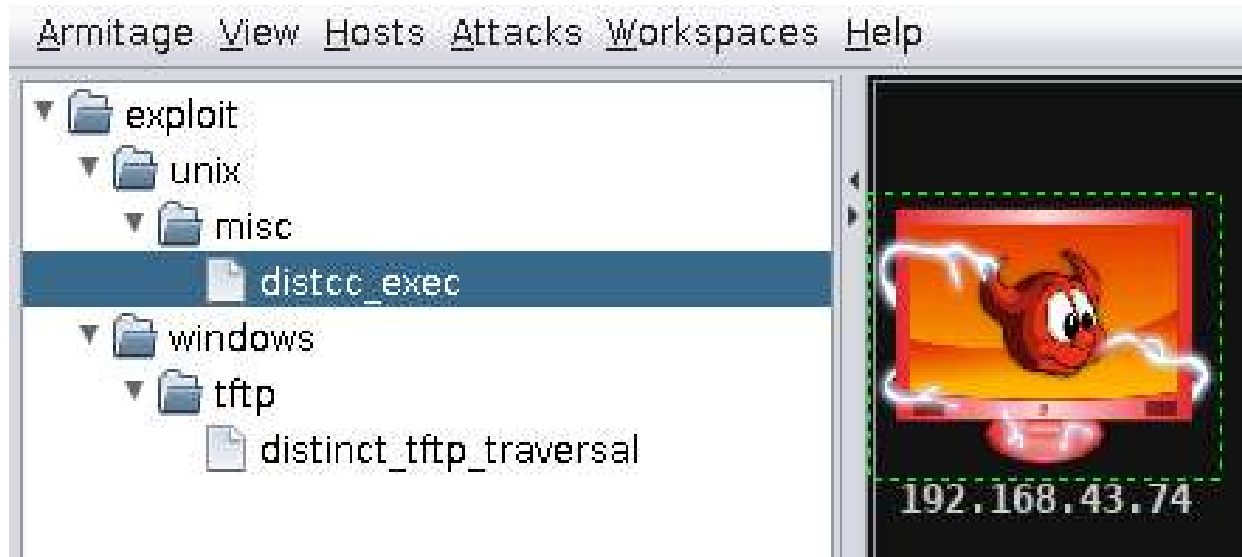 Armitage View Hosts Attacks Workspaces Help
exploit
unix
misc
distcc_exec
windows
tftp
distinct_tftp_traversal
192.168.43.74